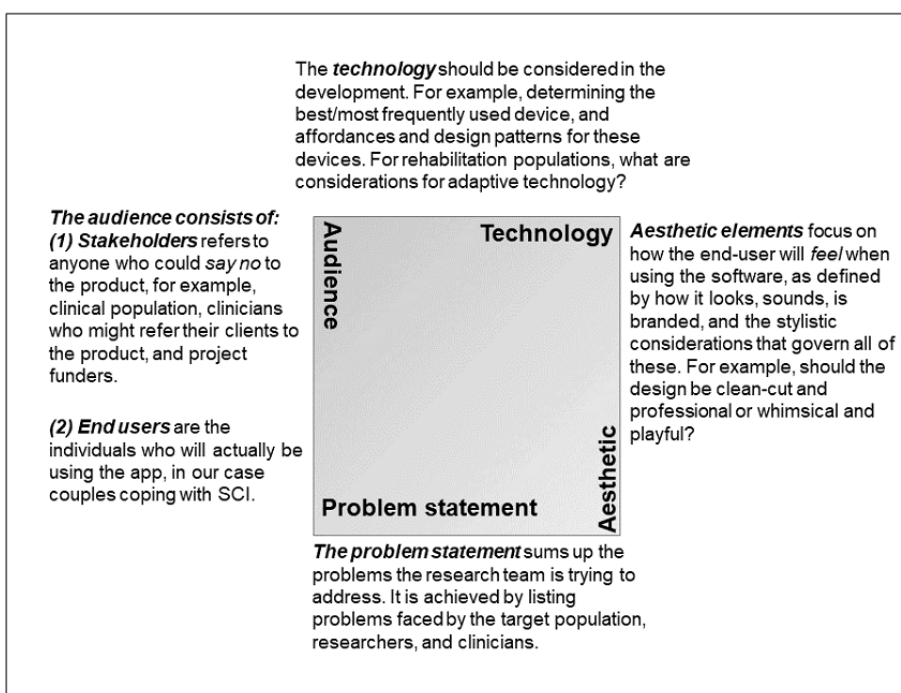 The technology should be considered in the
development. For example, determining the
best/most frequently used device, and
affordances and design patterns for these
devices. For rehabilitation populations, what are
considerations for adaptive technology?
The audience consists of:
(1) Stakeholders refers to
anyone who could say no to
the product, for example,
clinical population, clinicians
who might refer their clients to
the product, and project
funders.
(2) End users are the
individuals who will actually be
using the app, in our case
couples coping with SCI.
Audience
Technology
Problem statement
Aesthetic
Aesthetic elements focus on
how the end-user will feel when
using the software, as defined
by how it looks, sounds, is
branded, and the stylistic
considerations that govern all of
these. For example, should the
design be clean-cut and
professional or whimsical and
playful?
The problem statement sums up the
problems the research team is trying to
address. It is achieved by listing
problems faced by the target population,
researchers, and clinicians.